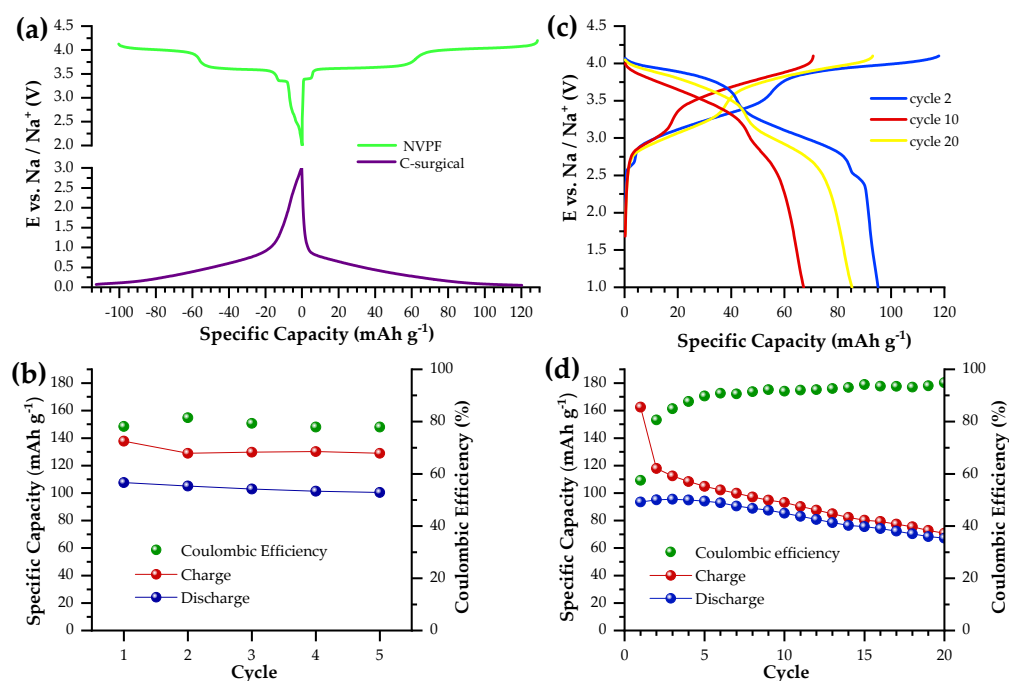 (a)
4.5
4.0
3.5
3.0
2.5
2.0
3.0
2.5
2.0
1.5
1.0
0.5
0.0
E vs. Na / Na⁺ (V)
NVPF
C-surgical
-100 -80 -60 -40 -20 0 20 40 60 80 100 120
Specific Capacity (mAh g⁻¹)
(c)
4.5
4.0
3.5
3.0
2.5
2.0
1.5
1.0
E vs. Na / Na⁺ (V)
cycle 2
cycle 10
cycle 20
0 20 40 60 80 100 120
Specific Capacity (mAh g⁻¹)
(b)
180
160
140
120
100
80
60
40
20
0
Specific Capacity (mAh g⁻¹)
Coulombic Efficiency
Charge
Discharge
100
80
60
40
20
0
Coulombic Efficiency (%)
1 2 3 4 5
Cycle
(d)
180
160
140
120
100
80
60
40
20
0
Specific Capacity (mAh g⁻¹)
Coulombic efficiency
Charge
Discharge
100
80
60
40
20
0
Coulombic Efficiency (%)
0 5 10 15 20
Cycle